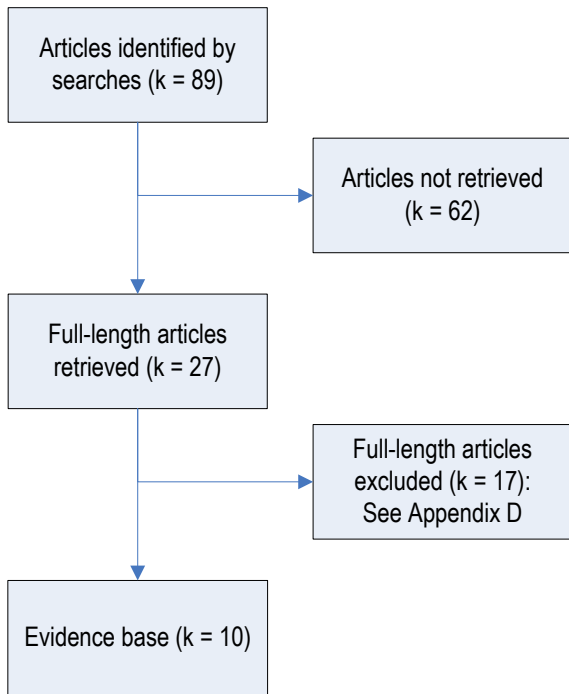 Articles identified by
searches (k = 89)
Articles not retrieved
(k = 62)
Full-length articles
retrieved (k = 27)
Full-length articles
excluded (k = 17):
See Appendix D
Evidence base (k = 10)